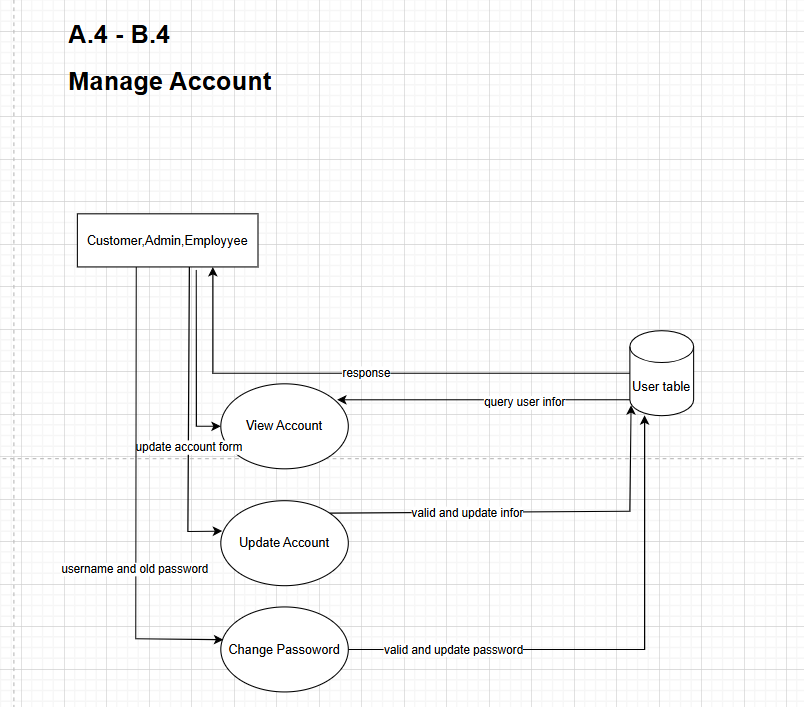 A.4 - B.4
Manage Account
Customer,Admin,Employyee
response
User table
query user infor
View Account
update account form
valid and update infor
Update Account
username and old password
Change Passoword
valid and update password